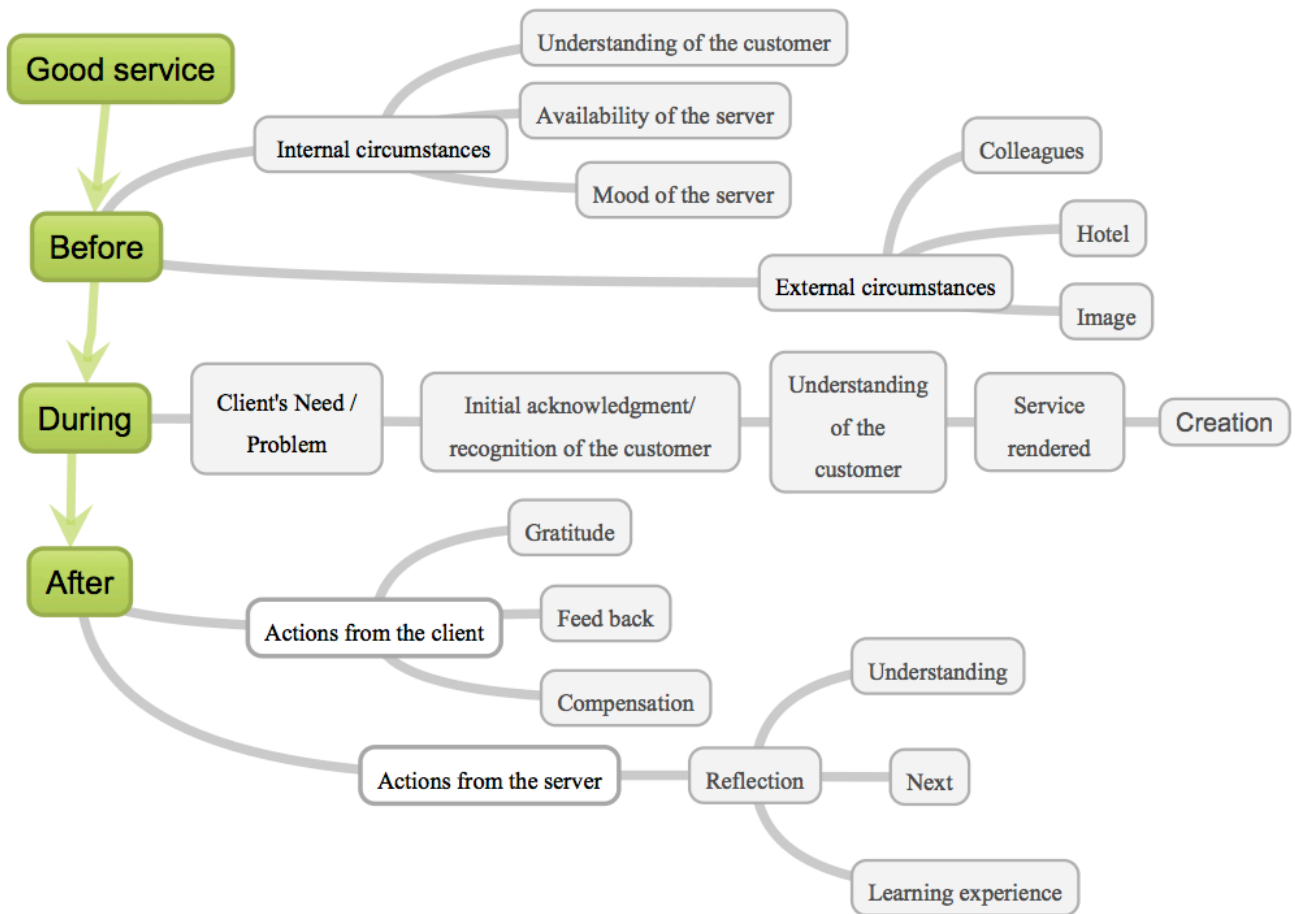 Good service
Understanding of the customer
Availability of the server
Internal circumstances
Mood of the server
Colleagues
Hotel
Before
External circumstances
Image
During
Client's Need /
Problem
Initial acknowledgment/
recognition of the customer
Understanding
of the
customer
Service
rendered
Creation
After
Gratitude
Actions from the client
Feed back
Compensation
Understanding
Actions from the server
Reflection
Next
Learning experience